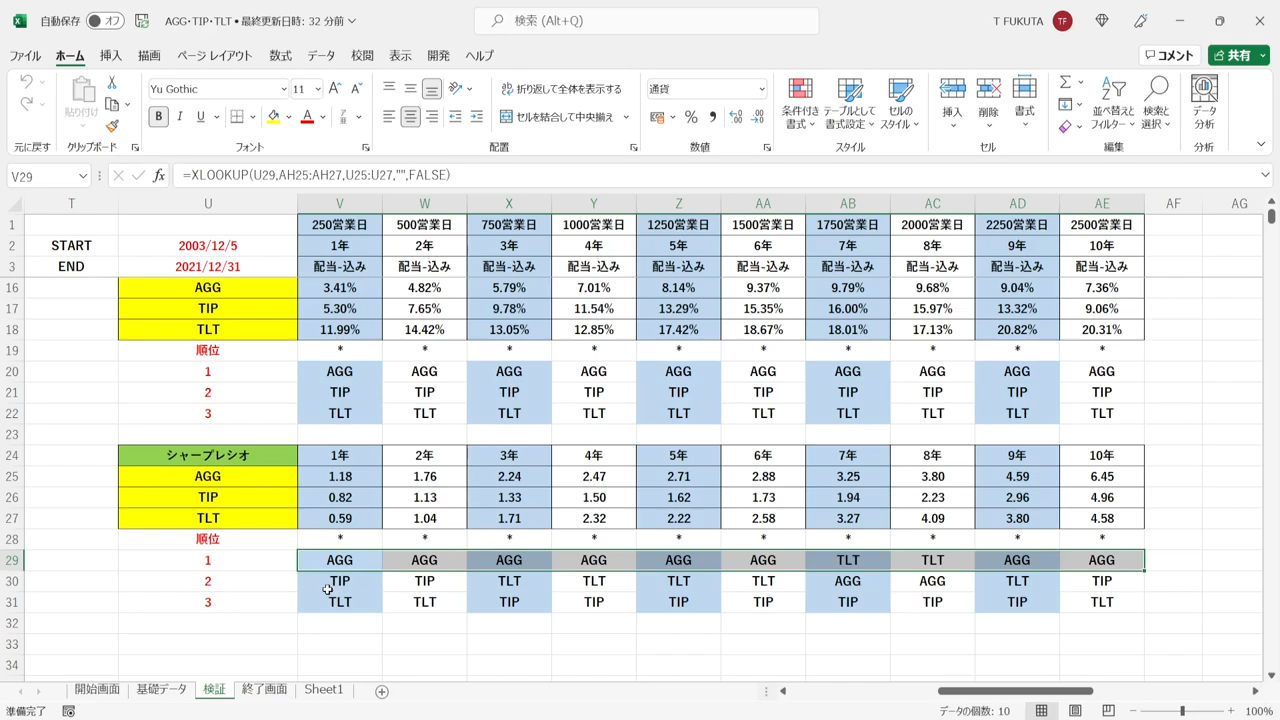 自動保存 オフ AGG・TIP・TLT • 最終更新日時: 32 分前 検索 (Alt+Q) T FUKUTA TF
ファイル ホーム 挿入 描画 ページ レイアウト 数式 データ 校閲 表示 開発 ヘルプ コメント 共有
貼り付け Yu Gothic 11 折り返して全体を表示する 通貨 条件付き 書式 テーブルとして 書式設定 セルの スタイル 挿入 削除 書式 並べ替えと フィルター 検索と 選択 データ 分析
B I U A セルを結合して中央揃え
元に戻す クリップボード フォント 配置 数値 スタイル セル 編集 分析
V29 fx =XLOOKUP(U29,AH25:AH27,U25:U27,"",FALSE)
T U V W X Y Z AA AB AC AD AE AF AG
1 250営業日 500営業日 750営業日 1000営業日 1250営業日 1500営業日 1750営業日 2000営業日 2250営業日 2500営業日
2 START 2003/12/5 1年 2年 3年 4年 5年 6年 7年 8年 9年 10年
3 END 2021/12/31 配当-込み 配当-込み 配当-込み 配当-込み 配当-込み 配当-込み 配当-込み 配当-込み 配当-込み 配当-込み
16 AGG 3.41% 4.82% 5.79% 7.01% 8.14% 9.37% 9.79% 9.68% 9.04% 7.36%
17 TIP 5.30% 7.65% 9.78% 11.54% 13.29% 15.35% 16.00% 15.97% 13.32% 9.06%
18 TLT 11.99% 14.42% 13.05% 12.85% 17.42% 18.67% 18.01% 17.13% 20.82% 20.31%
19 順位 * * * * * * * * * *
20 1 AGG AGG AGG AGG AGG AGG AGG AGG AGG AGG
21 2 TIP TIP TIP TIP TIP TIP TIP TIP TIP TIP
22 3 TLT TLT TLT TLT TLT TLT TLT TLT TLT TLT
23
24 シャープレシオ 1年 2年 3年 4年 5年 6年 7年 8年 9年 10年
25 AGG 1.18 1.76 2.24 2.47 2.71 2.88 3.25 3.80 4.59 6.45
26 TIP 0.82 1.13 1.33 1.50 1.62 1.73 1.94 2.23 2.96 4.96
27 TLT 0.59 1.04 1.71 2.32 2.22 2.58 3.27 4.09 3.80 4.58
28 順位 * * * * * * * * * *
29 1 AGG AGG AGG AGG AGG AGG TLT TLT AGG AGG
30 2 TIP TIP TLT TLT TLT TLT AGG AGG TLT TIP
31 3 TLT TLT TIP TIP TIP TIP TIP TIP TIP TLT
32
33
34
開始画面 基礎データ 検証 終了画面 Sheet1
準備完了 データの個数: 10 100%